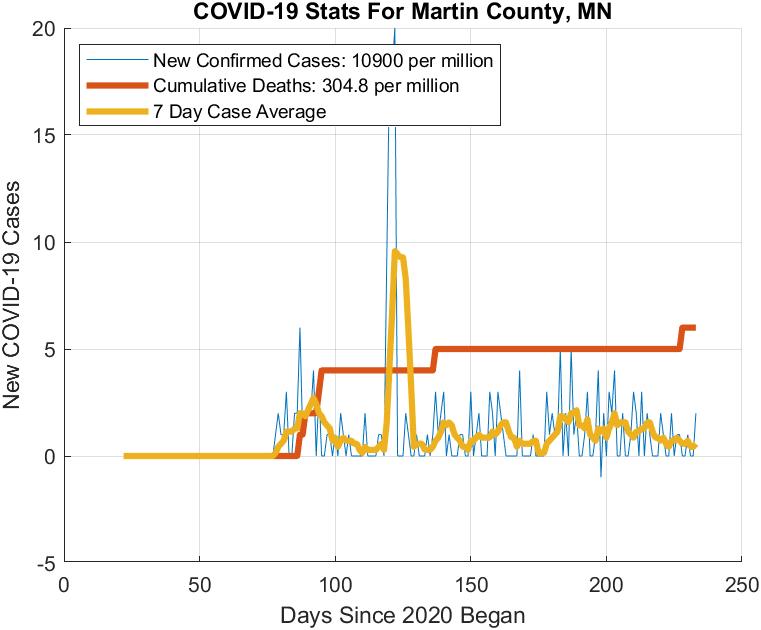 COVID-19 Stats For Martin County, MN
New Confirmed Cases: 10900 per million
Cumulative Deaths: 304.8 per million
7 Day Case Average
New COVID-19 Cases
20
15
10
5
0
-5
0 50 100 150 200 250
Days Since 2020 Began